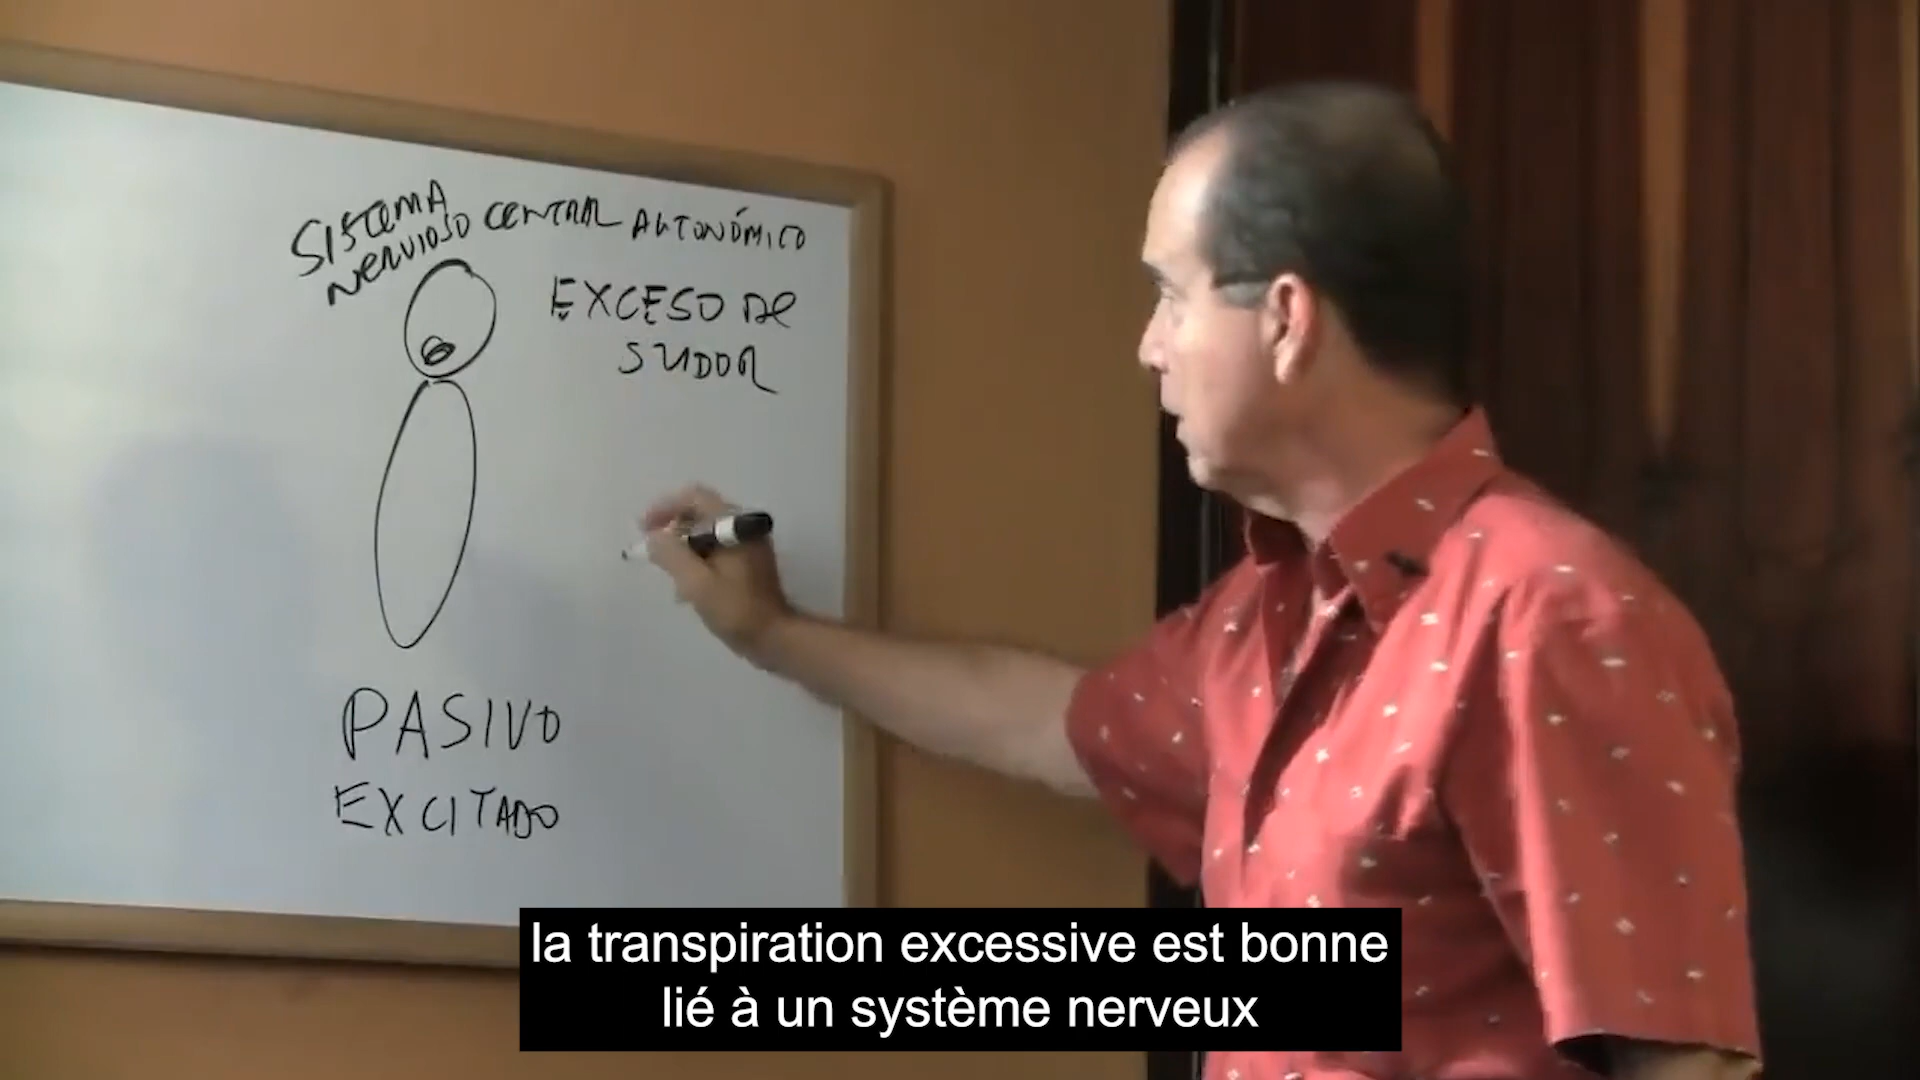 SISTEMA
NERVIOSO CENTRAL AUTONÓMICO
EXCESO DE
SUDOR
PASIVO
EXCITADO
la transpiration excessive est bonne
lié à un système nerveux